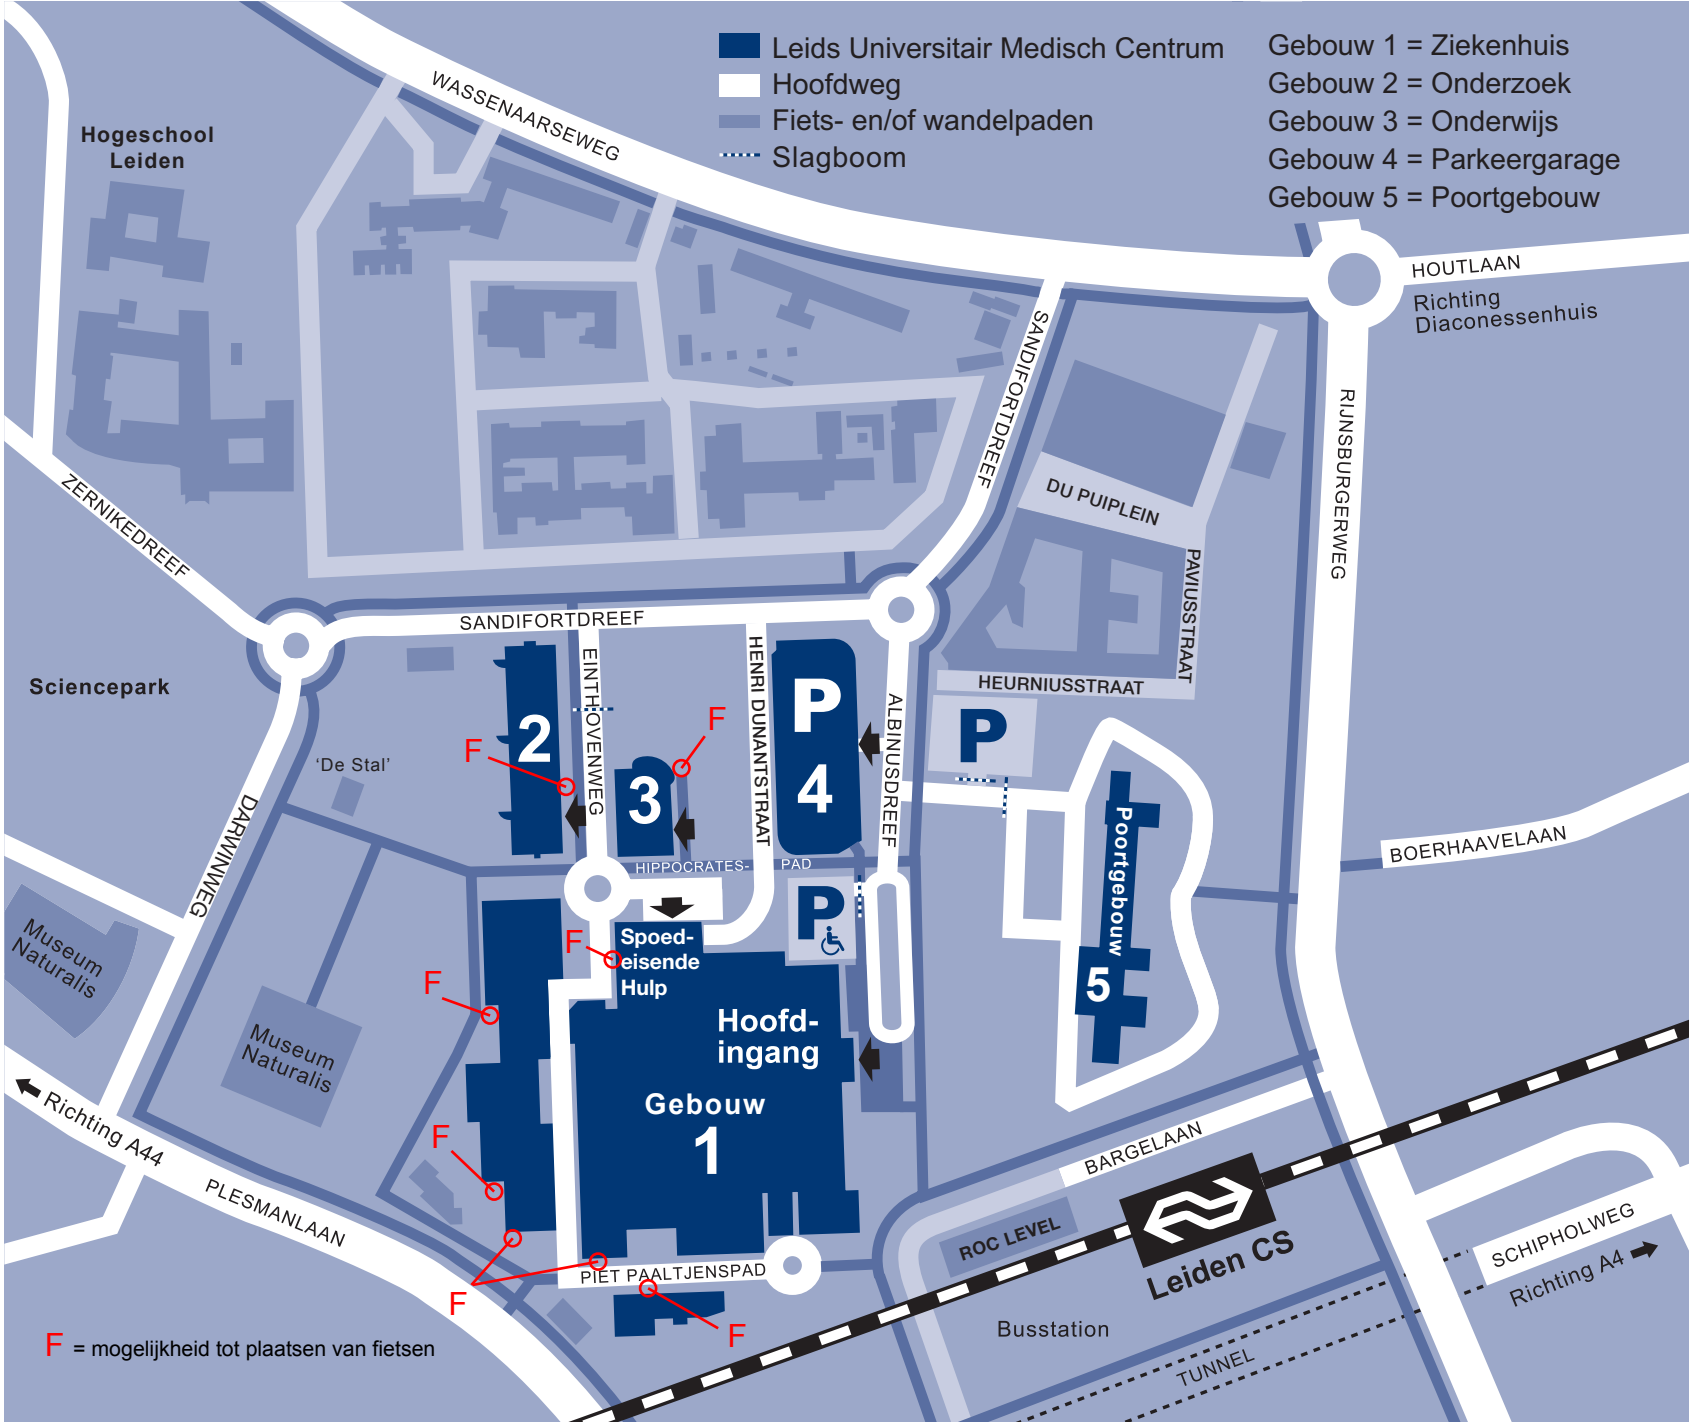 Leids Universitair Medisch Centrum
Hoofdweg
Fiets- en/of wandelpaden
Slagboom
Gebouw 1 = Ziekenhuis
Gebouw 2 = Onderzoek
Gebouw 3 = Onderwijs
Gebouw 4 = Parkeergarage
Gebouw 5 = Poortgebouw
WASSENAARSEWEG
Hogeschool
Leiden
HOUTLAAN
Richting
Diaconessenhuis
SANDIFORTDREEF
RIJNSBURGERWEG
ZERNIKEDREEF
DU PUIPLEIN
PAVIUSSTRAAT
SANDIFORTDREEF
HEURNIUSSTRAAT
Sciencepark
EINTHOVENWEG
HENRI DUNANTSTRAAT
ALBINUSDREEF
P
4
P
2
3
F
F
'De Stal'
DARWINWEG
Poortgebouw
5
BOERHAAVELAAN
HIPPOCRATES-
PAD
P
Museum
Naturalis
Museum
Naturalis
F
Spoed-
eisende
Hulp
F
Hoofd-
ingang
Gebouw
1
F
Richting A44
PLESMANLAAN
BARGELAAN
ROC LEVEL
Leiden CS
SCHIPHOLWEG
Richting A4
PIET PAALTJENSPAD
F
F
Busstation
TUNNEL
F = mogelijkheid tot plaatsen van fietsen